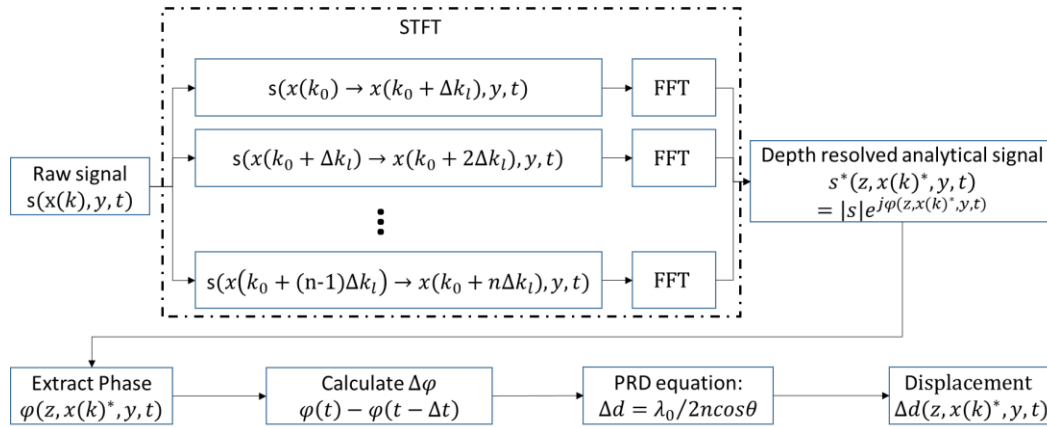 STFT
s(x(k₀) → x(k₀ + Δkₗ), y, t)
FFT
s(x(k₀ + Δkₗ) → x(k₀ + 2Δkₗ), y, t)
FFT
Raw signal
s(x(k), y, t)
Depth resolved analytical signal
s*(z, x(k)*, y, t)
= |s|e^{jφ(z,x(k)*,y,t)}
⋮
s(x(k₀ + (n-1)Δkₗ) → x(k₀ + nΔkₗ), y, t)
FFT
Extract Phase
φ(z, x(k)*, y, t)
Calculate Δφ
φ(t) − φ(t − Δt)
PRD equation:
Δd = λ₀/2ncosθ
Displacement
Δd(z, x(k)*, y, t)